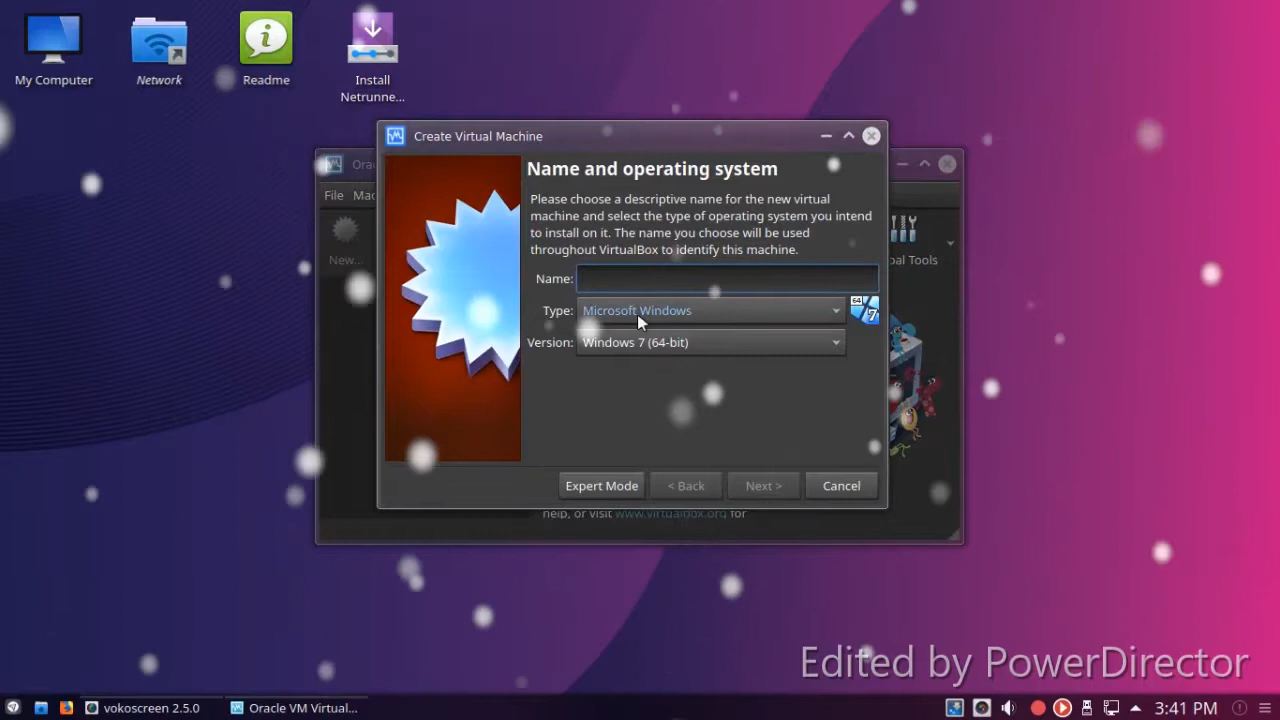 My Computer
Network
Readme
Install
Netrunne...
Create Virtual Machine
Orac
File Mac
New...
bal Tools
Name and operating system
Please choose a descriptive name for the new virtual
machine and select the type of operating system you intend
to install on it. The name you choose will be used
throughout VirtualBox to identify this machine.
Name:
Type: Microsoft Windows
64
7
Version: Windows 7 (64-bit)
Expert Mode
< Back
Next >
Cancel
help, or visit www.virtualbox.org for
Edited by PowerDirector
vokoscreen 2.5.0
Oracle VM Virtual...
3:41 PM